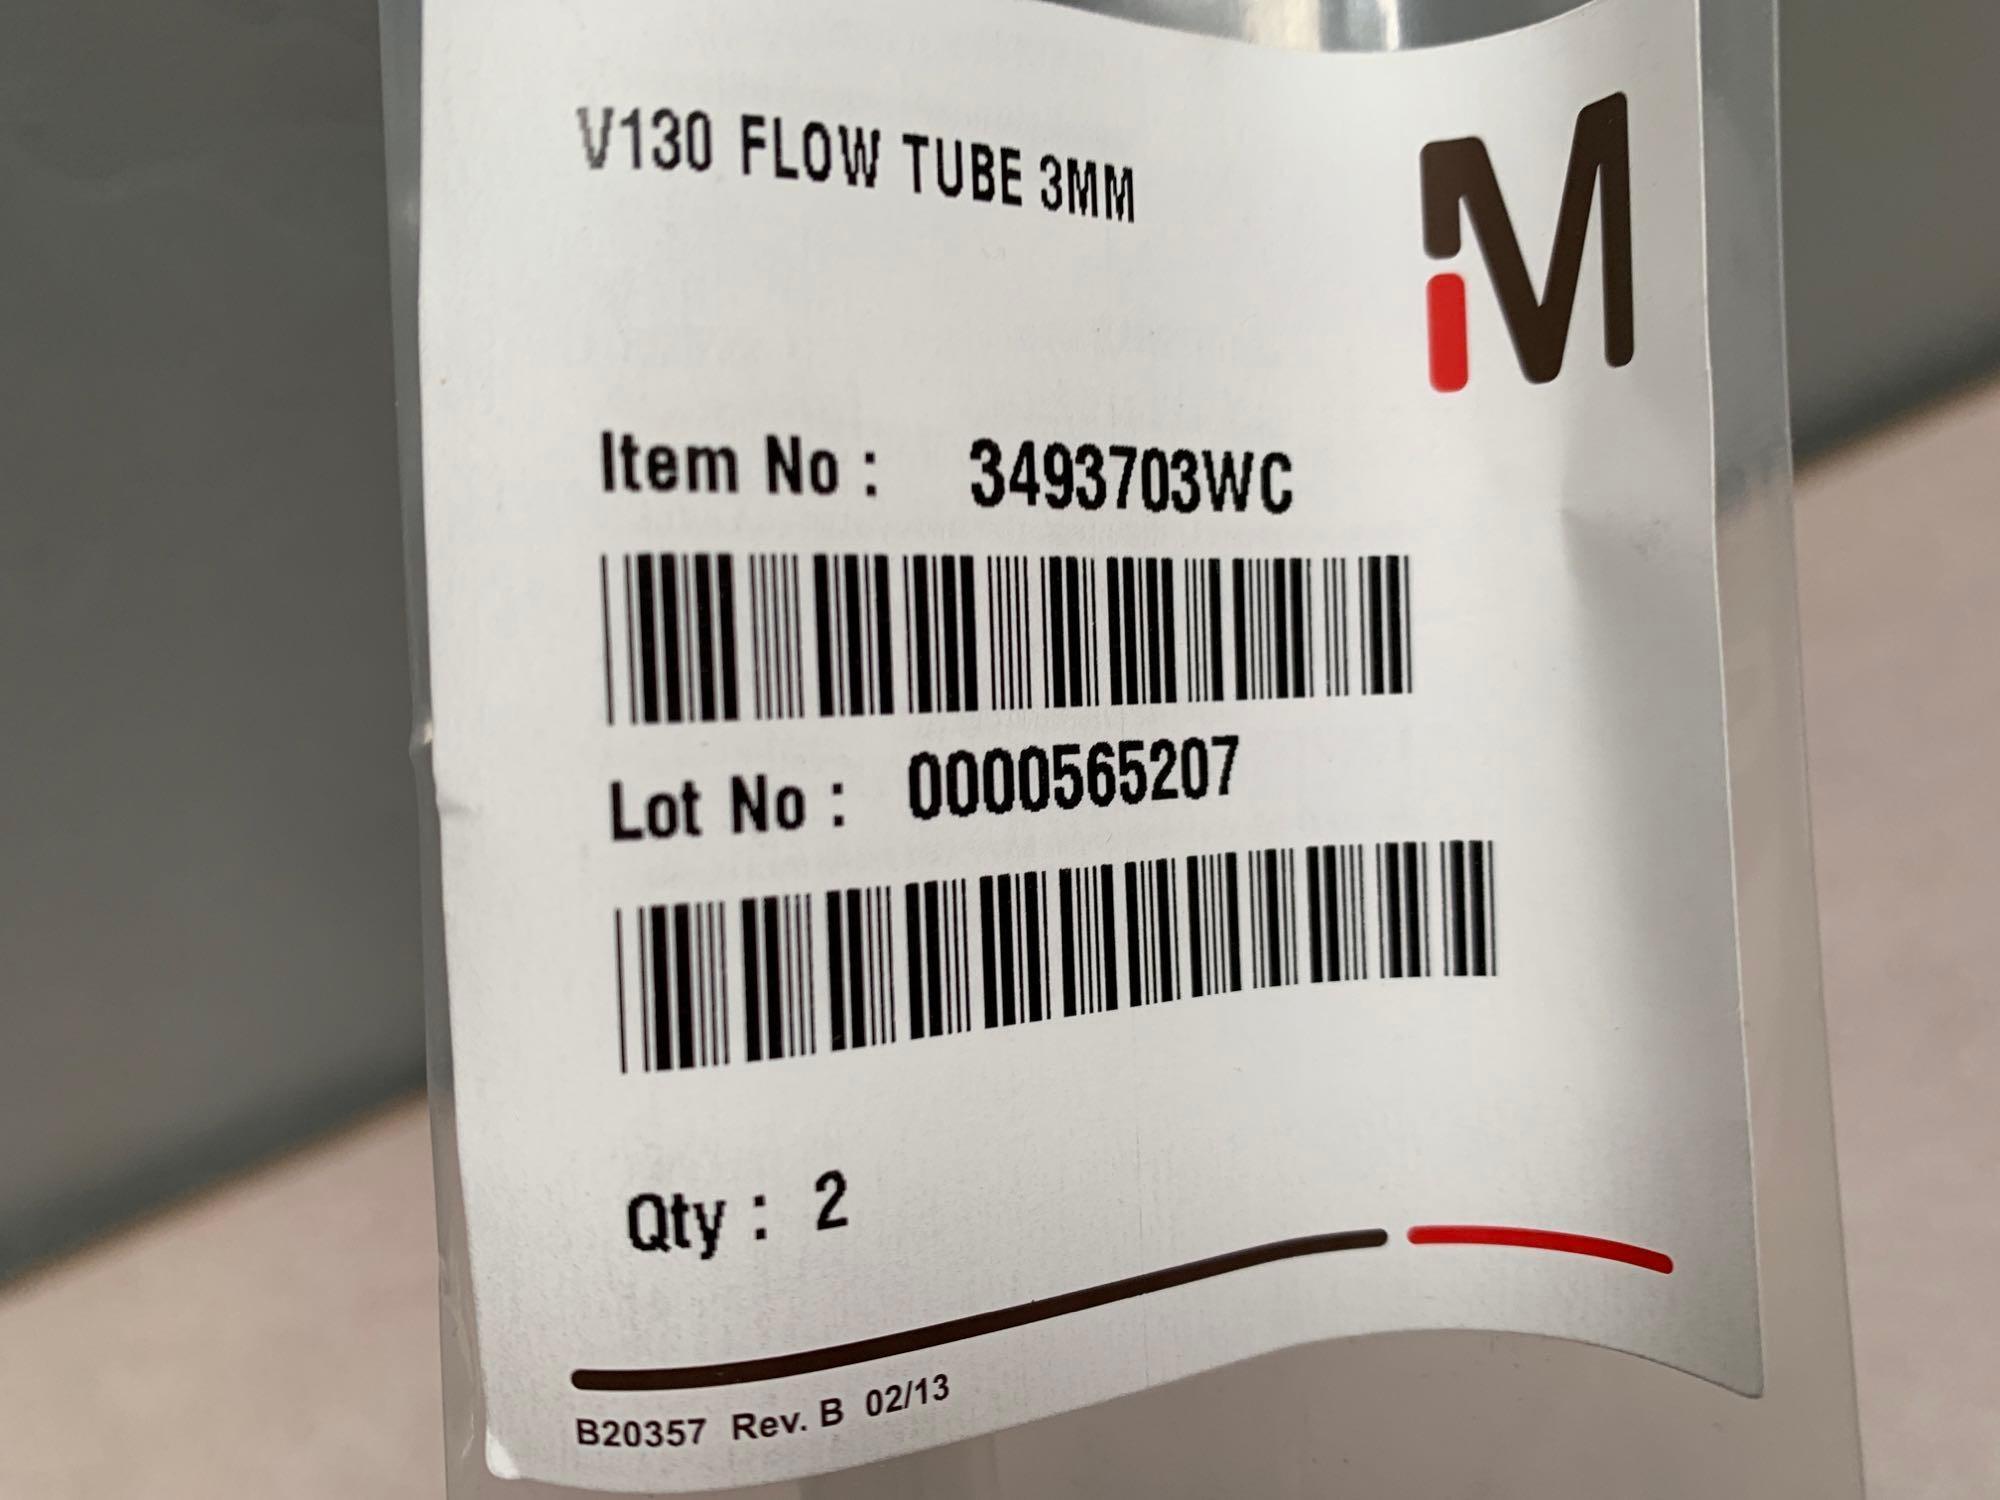 V130 FLOW TUBE 3MM
M
Item No : 3493703WC
Lot No : 0000565207
Qty : 2
B20357 Rev. B 02/13